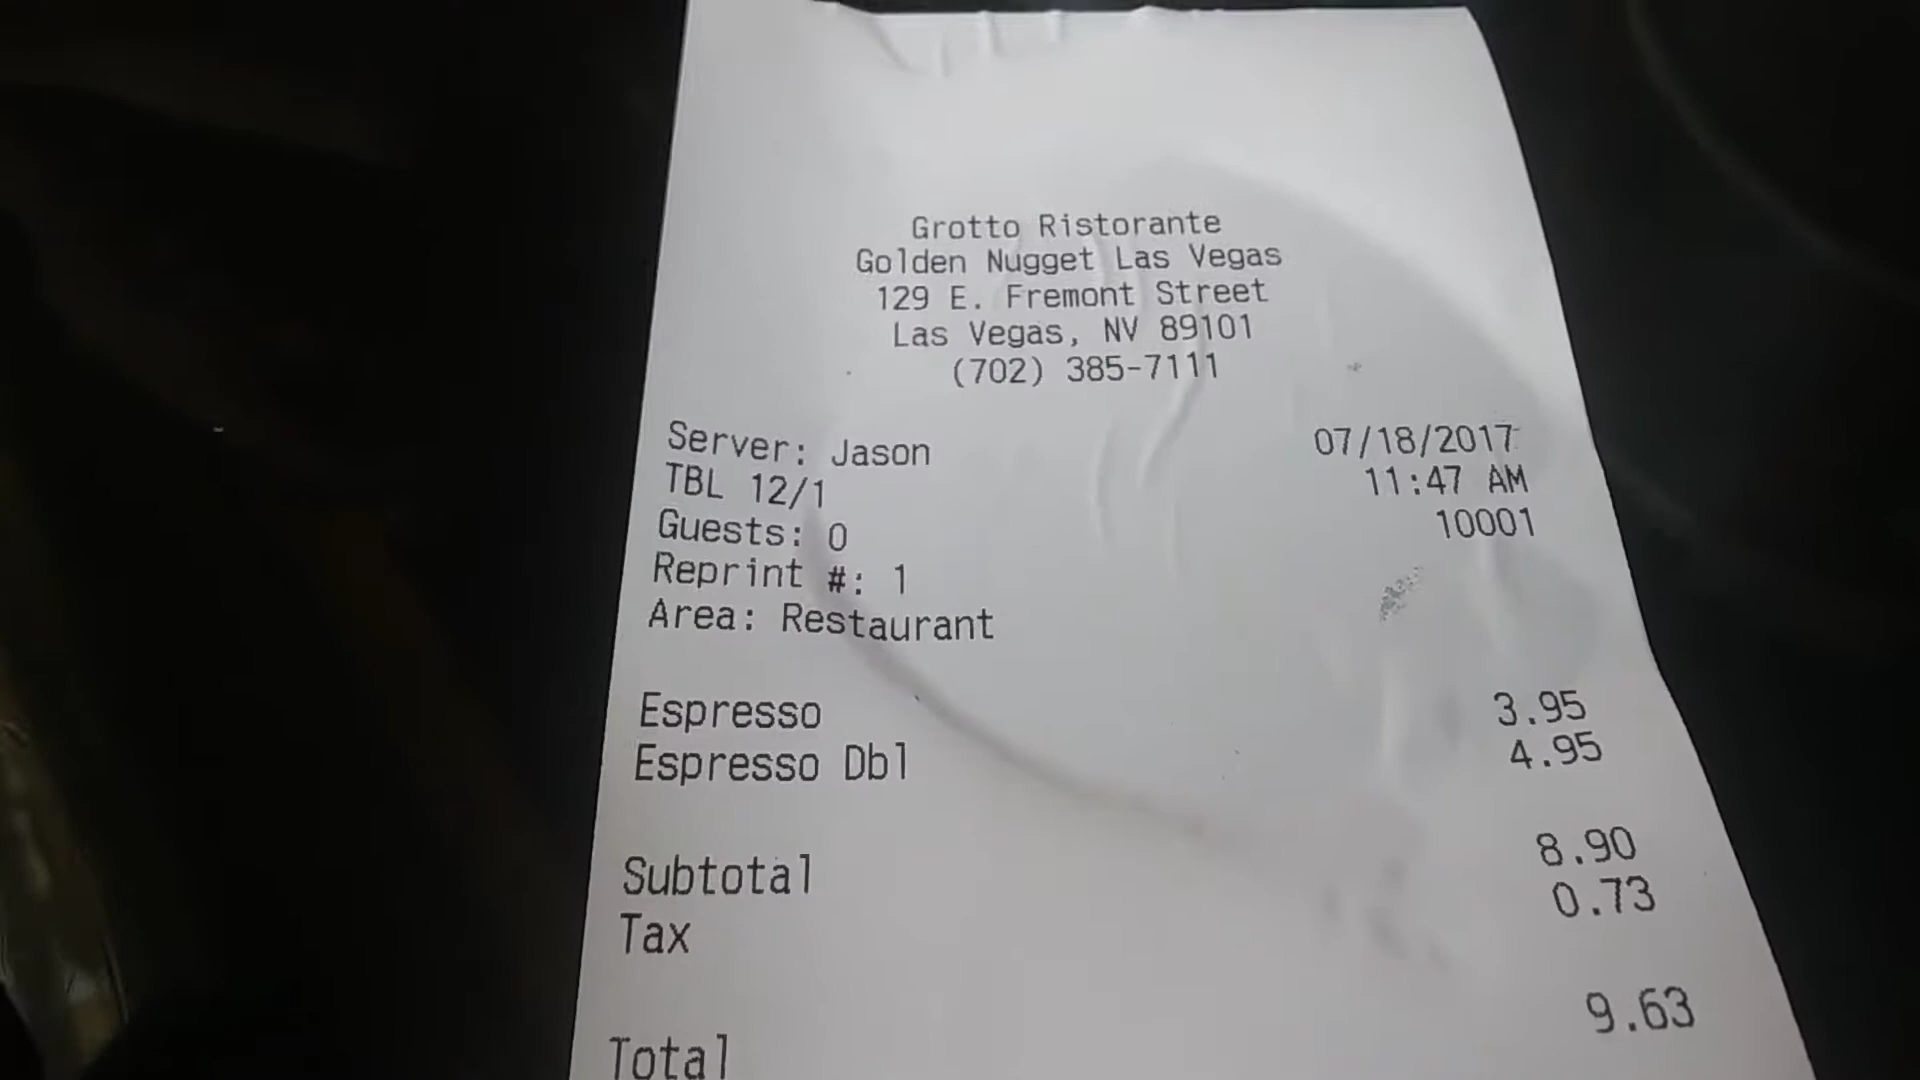 Grotto Ristorante
Golden Nugget Las Vegas
129 E. Fremont Street
Las Vegas, NV 89101
(702) 385-7111
Server: Jason 07/18/2017
TBL 12/1 11:47 AM
Guests: 0 10001
Reprint #: 1
Area: Restaurant
Espresso 3.95
Espresso Dbl 4.95
Subtotal 8.90
Tax 0.73
Total 9.63